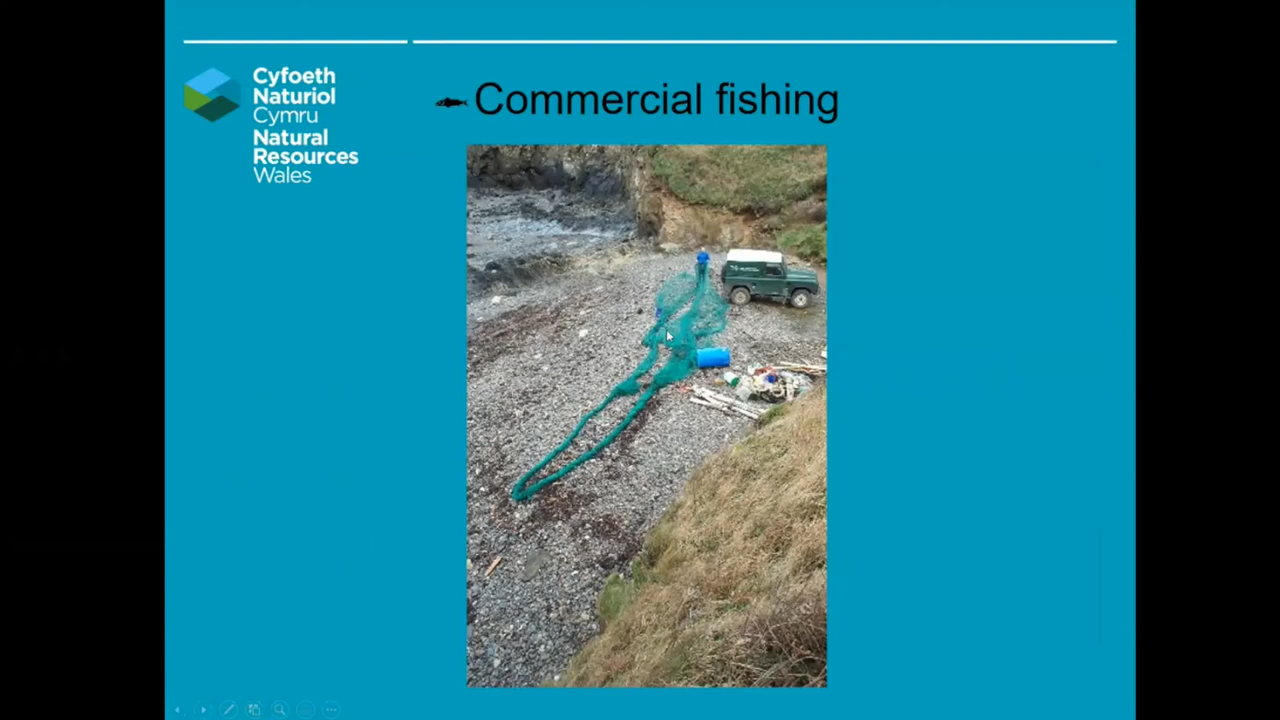 Cyfoeth
Naturiol
Cymru
Natural
Resources
Wales
Commercial fishing